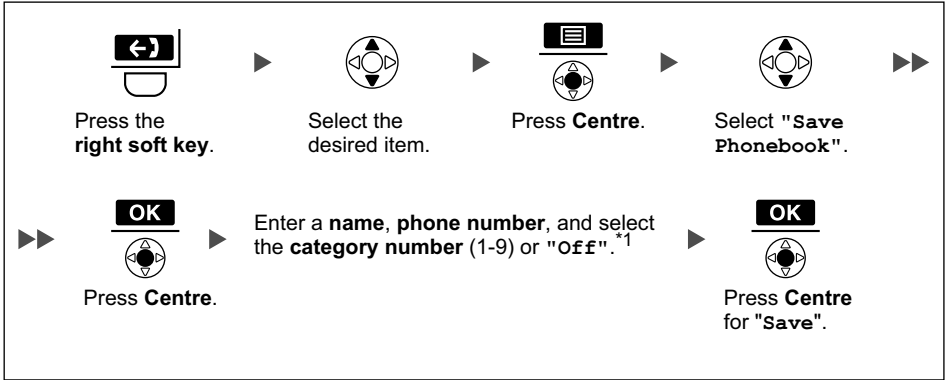 Press the
right soft key.
Select the
desired item.
Press Centre.
Select "Save
Phonebook".
OK
Press Centre.
Enter a name, phone number, and select
the category number (1-9) or "Off".*1
OK
Press Centre
for "Save".